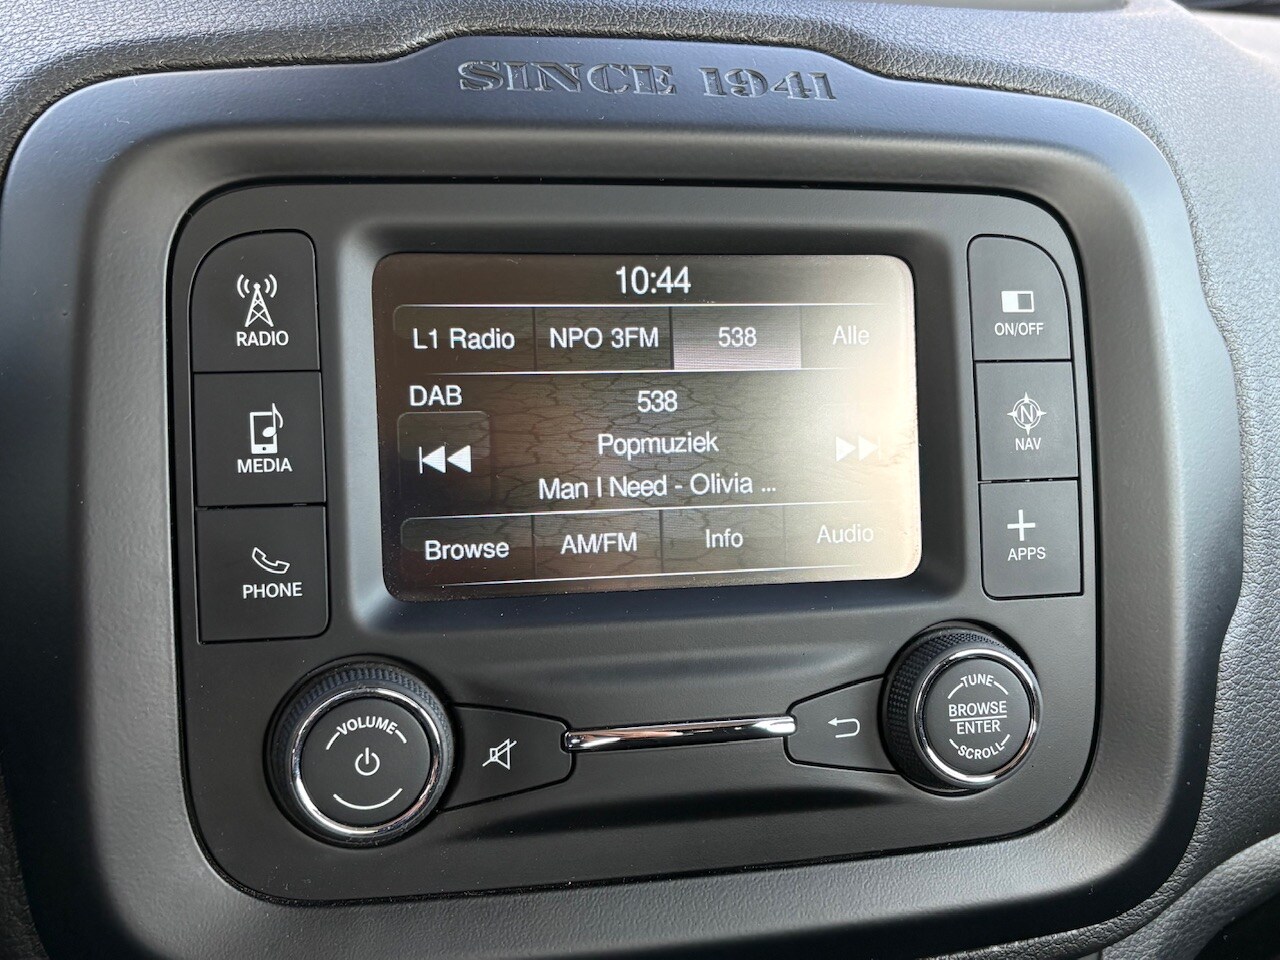 SINCE 1941
10:44
L1 Radio NPO 3FM 538 Alle
DAB
538
Popmuziek
Man I Need - Olivia ...
Browse AM/FM Info Audio
RADIO
MEDIA
PHONE
ON/OFF
N
NAV
APPS
VOLUME
TUNE
BROWSE
ENTER
SCROLL